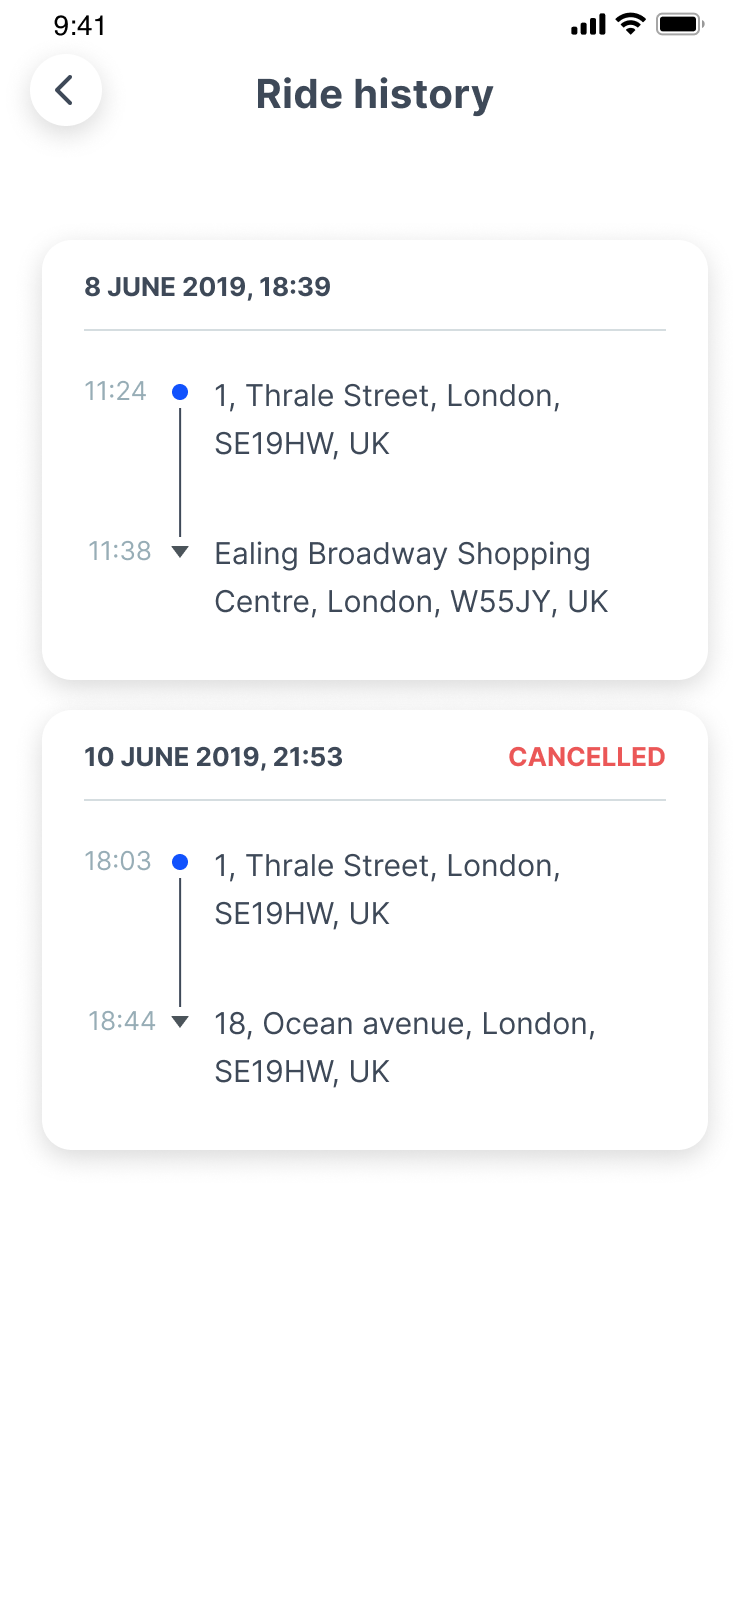 9:41
Ride history
8 JUNE 2019, 18:39
11:24 1, Thrale Street, London,
SE19HW, UK
11:38 Ealing Broadway Shopping
Centre, London, W55JY, UK
10 JUNE 2019, 21:53 CANCELLED
18:03 1, Thrale Street, London,
SE19HW, UK
18:44 18, Ocean avenue, London,
SE19HW, UK